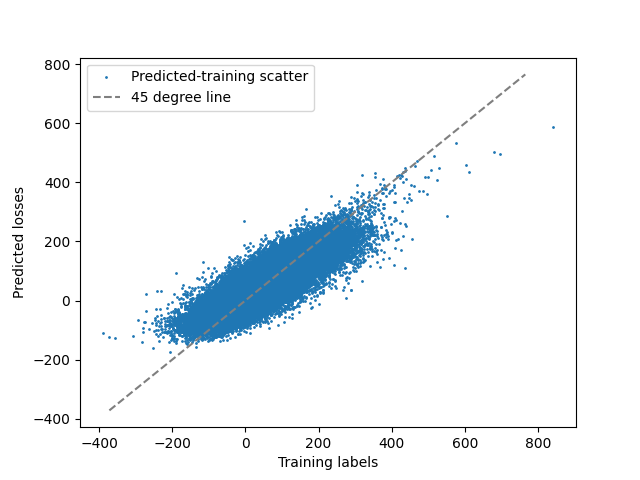 Predicted-training scatter
45 degree line
800
600
400
200
0
−200
−400
Predicted losses
−400 −200 0 200 400 600 800
Training labels